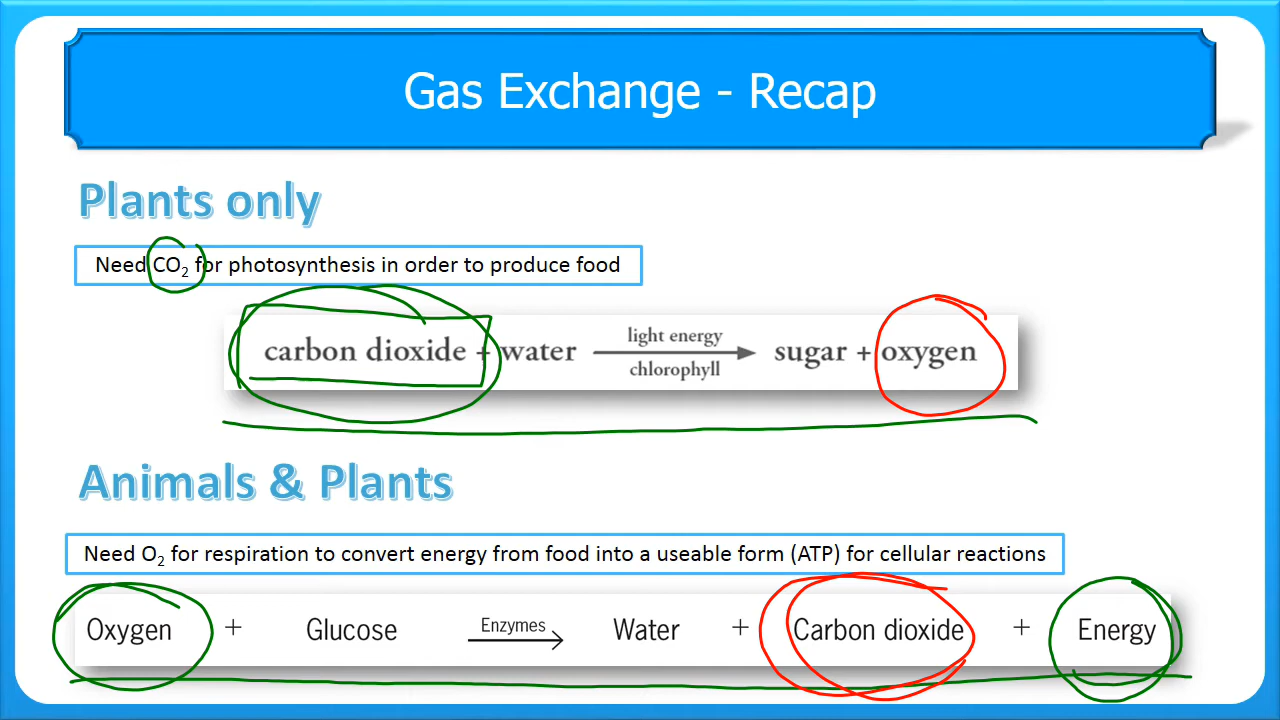 Gas Exchange - Recap
Plants only
Need CO₂ for photosynthesis in order to produce food
carbon dioxide + water light energy chlorophyll sugar + oxygen
Animals & Plants
Need O₂ for respiration to convert energy from food into a useable form (ATP) for cellular reactions
Oxygen + Glucose Enzymes Water + Carbon dioxide + Energy